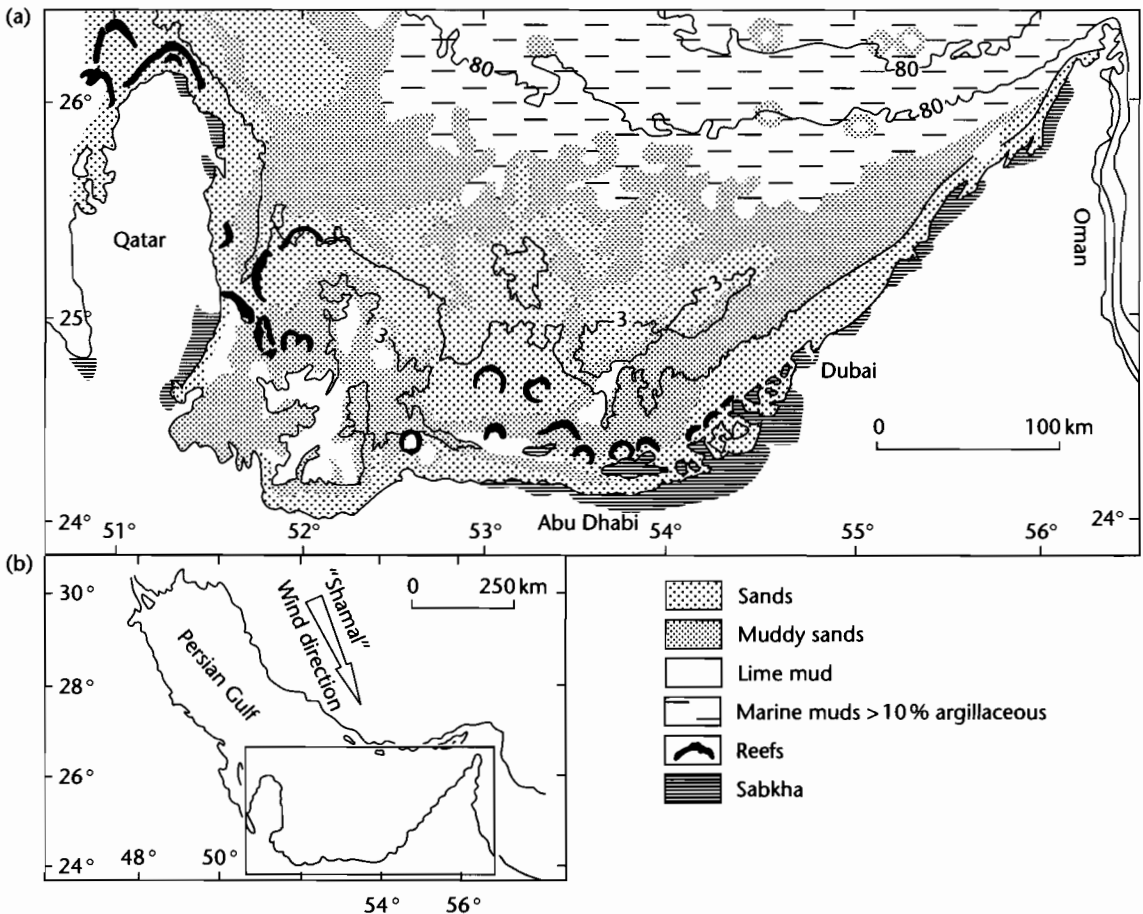 (a)
80
80
80
26°
Qatar
Oman
25°
3
3
3
Dubai
0 100 km
Abu Dhabi
24°
51°
52°
53°
54°
55°
56°
24°
(b)
30°
28°
26°
24°
48°
50°
54°
56°
Persian Gulf
"Shamal"
Wind direction
0 250 km
Sands
Muddy sands
Lime mud
Marine muds >10% argillaceous
Reefs
Sabkha